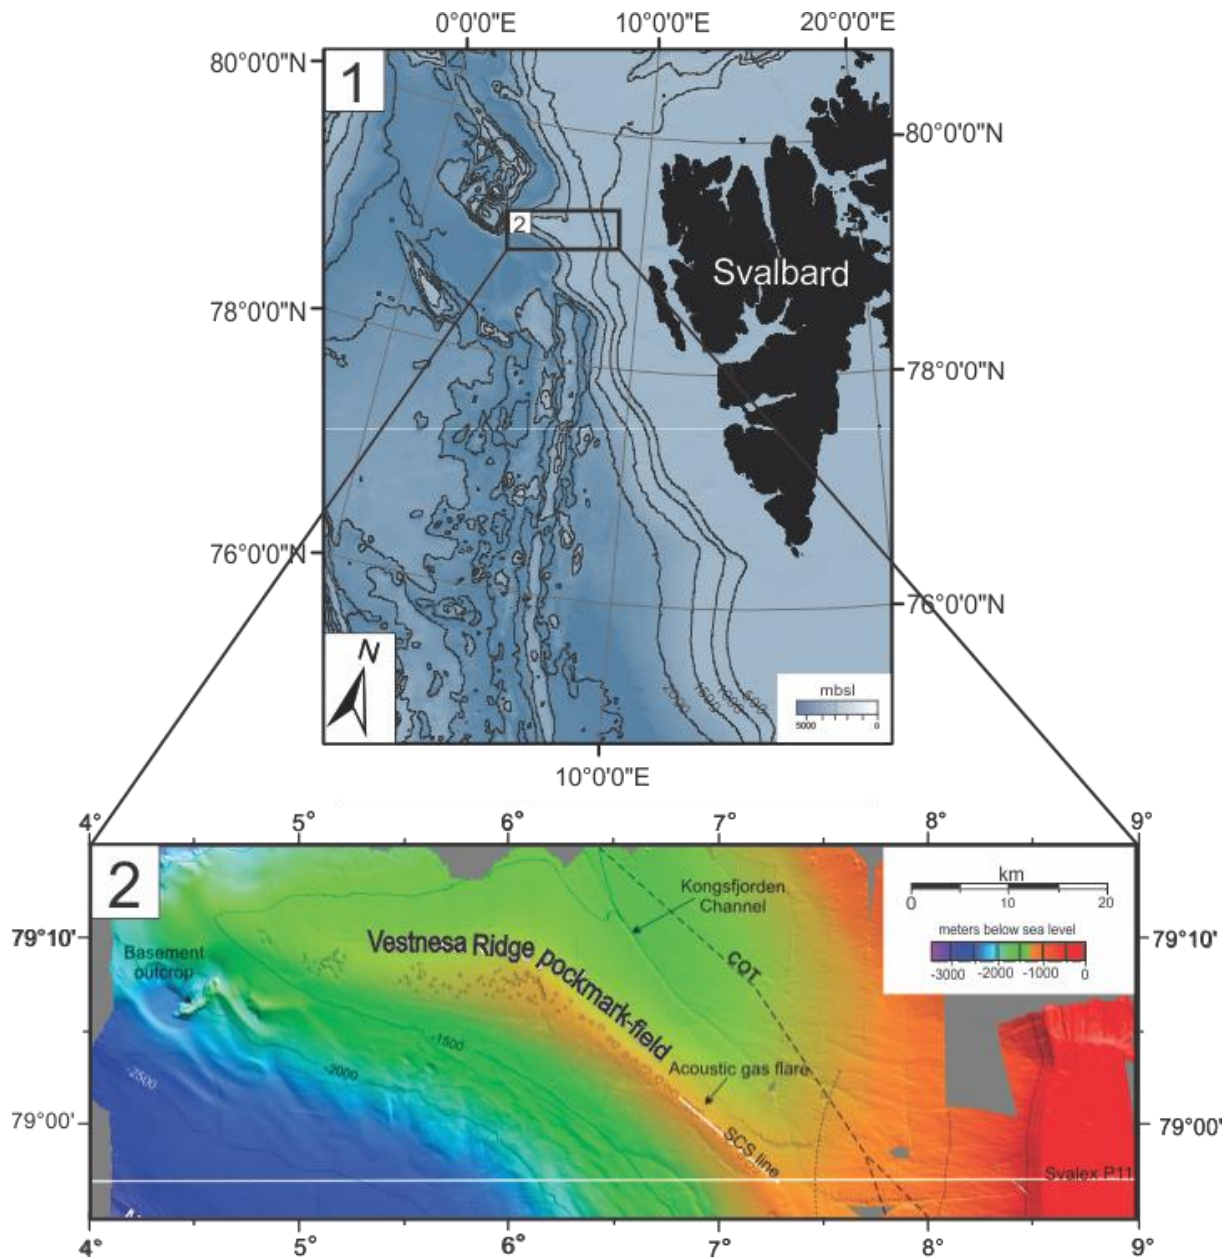 0°0'0"E
10°0'0"E
20°0'0"E
80°0'0"N
1
80°0'0"N
2
Svalbard
78°0'0"N
78°0'0"N
76°0'0"N
76°0'0"N
N
mbsl
5000
0
2000
1500
1000
500
10°0'0"E
4°
5°
6°
7°
8°
9°
2
km
0
10
20
Kongsfjorden
Channel
meters below sea level
-3000
-2000
-1000
0
79°10'
79°10'
Vestnesa Ridge pockmark-field
Basement
outcrop
COT
-1500
-2000
-2500
Acoustic gas flare
79°00'
79°00'
SCS line
Svalex P11
4°
5°
6°
7°
8°
9°